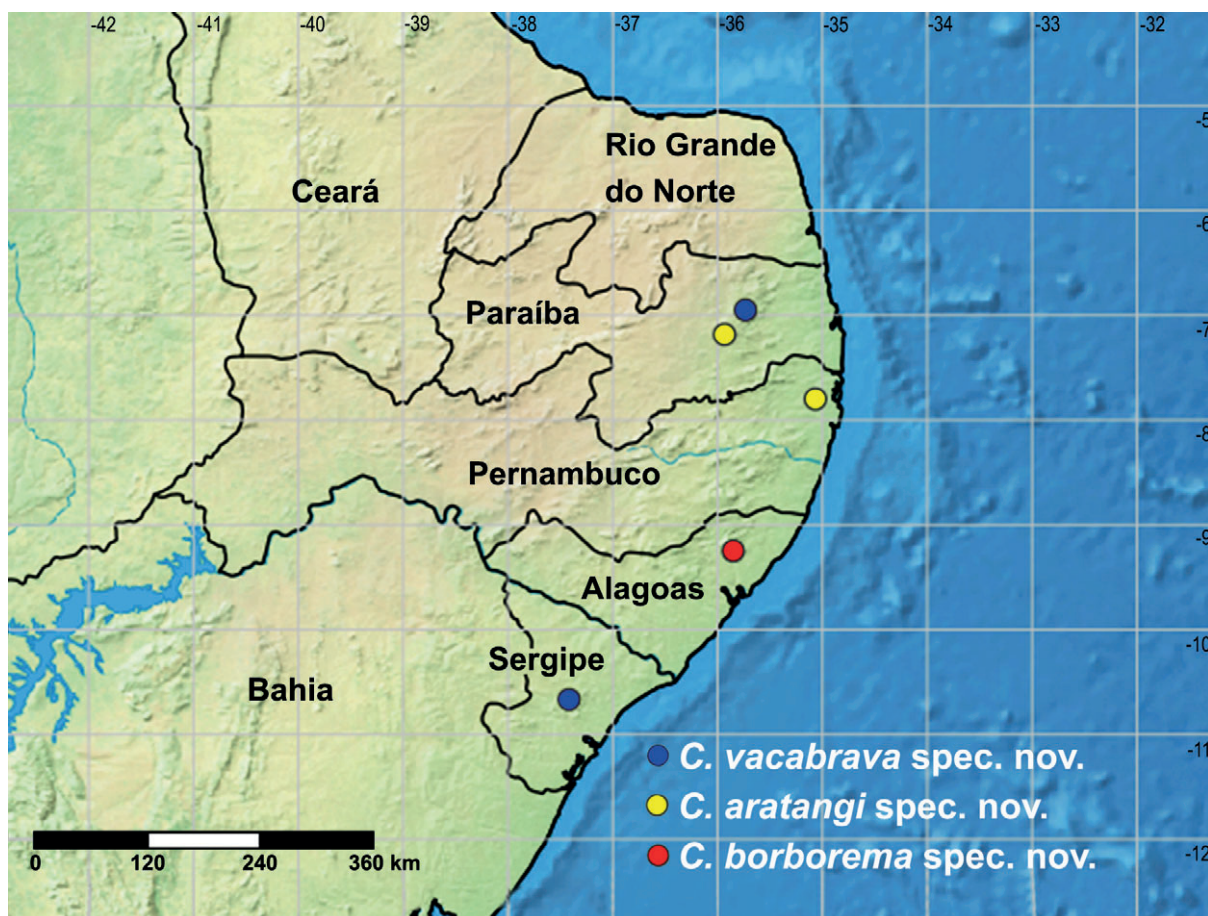 -42 -41 -40 -39 -38 -37 -36 -35 -34 -33 -32
-5
Rio Grande
do Norte
Ceará
-6
Paraíba
-7
-8
Pernambuco
-9
Alagoas
-10
Sergipe
Bahia
-11
C. vacabrava spec. nov.
C. aratangi spec. nov.
-12
C. borborema spec. nov.
0 120 240 360 km